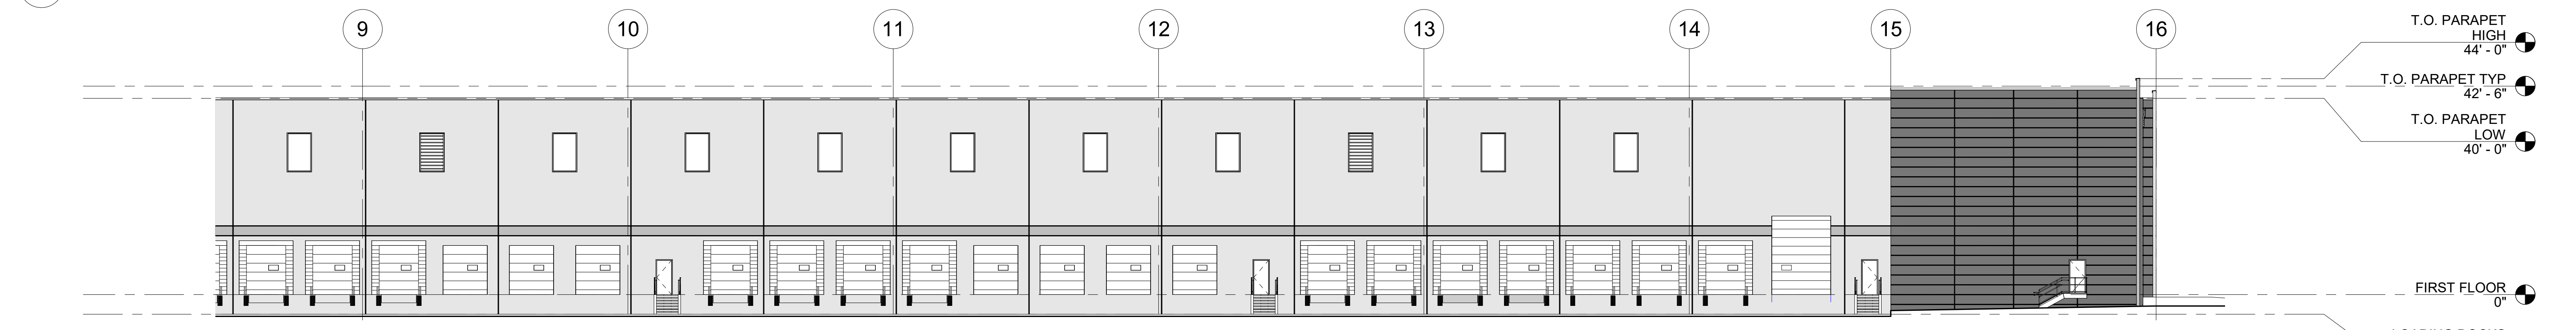 9
10
11
12
13
14
15
16
T.O. PARAPET
HIGH
44' - 0"
T.O. PARAPET TYP
42' - 6"
T.O. PARAPET
LOW
40' - 0"
FIRST FLOOR
0"